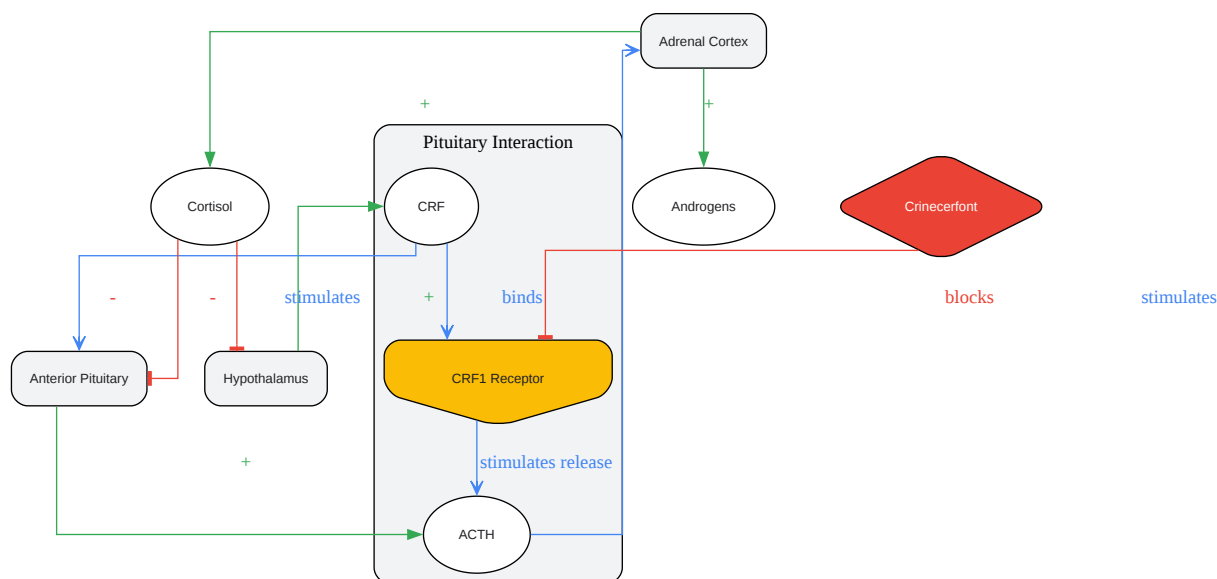 Adrenal Cortex
+
+
Pituitary Interaction
Cortisol
CRF
Androgens
Crinecerfont
-
-
stimulates
+
binds
blocks
stimulates
Anterior Pituitary
Hypothalamus
CRF1 Receptor
+
stimulates release
ACTH